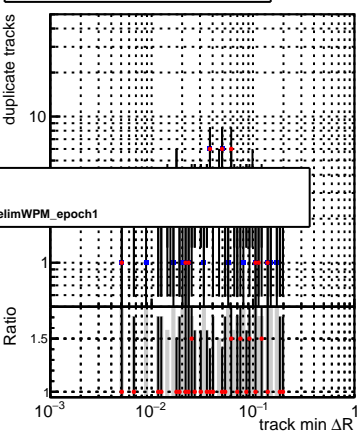 duplicate tracks
10
elimWPM_epoch1
1
Ratio
1.5
1
10−3
10−2
10−1
1
track min ΔR